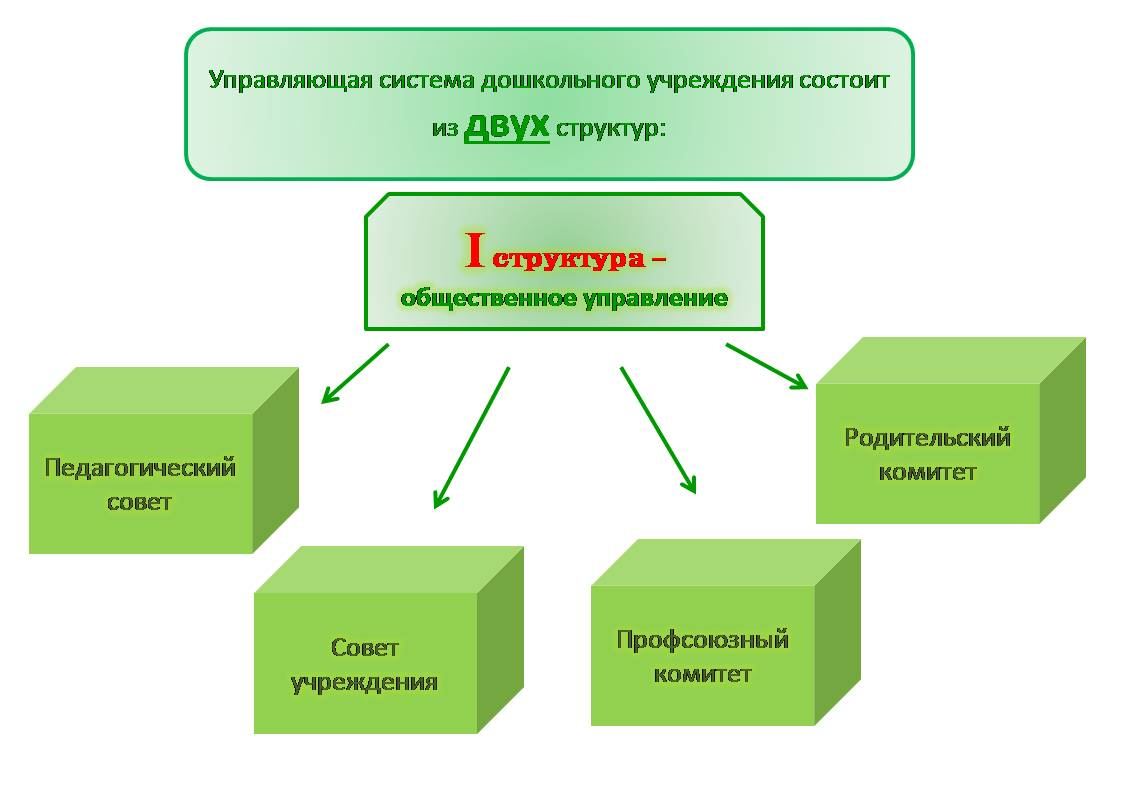 Управляющая система дошкольного учреждения состоит
из двух структур:
I структура –
общественное управление
Педагогический
совет
Совет
учреждения
Профсоюзный
комитет
Родительский
комитет